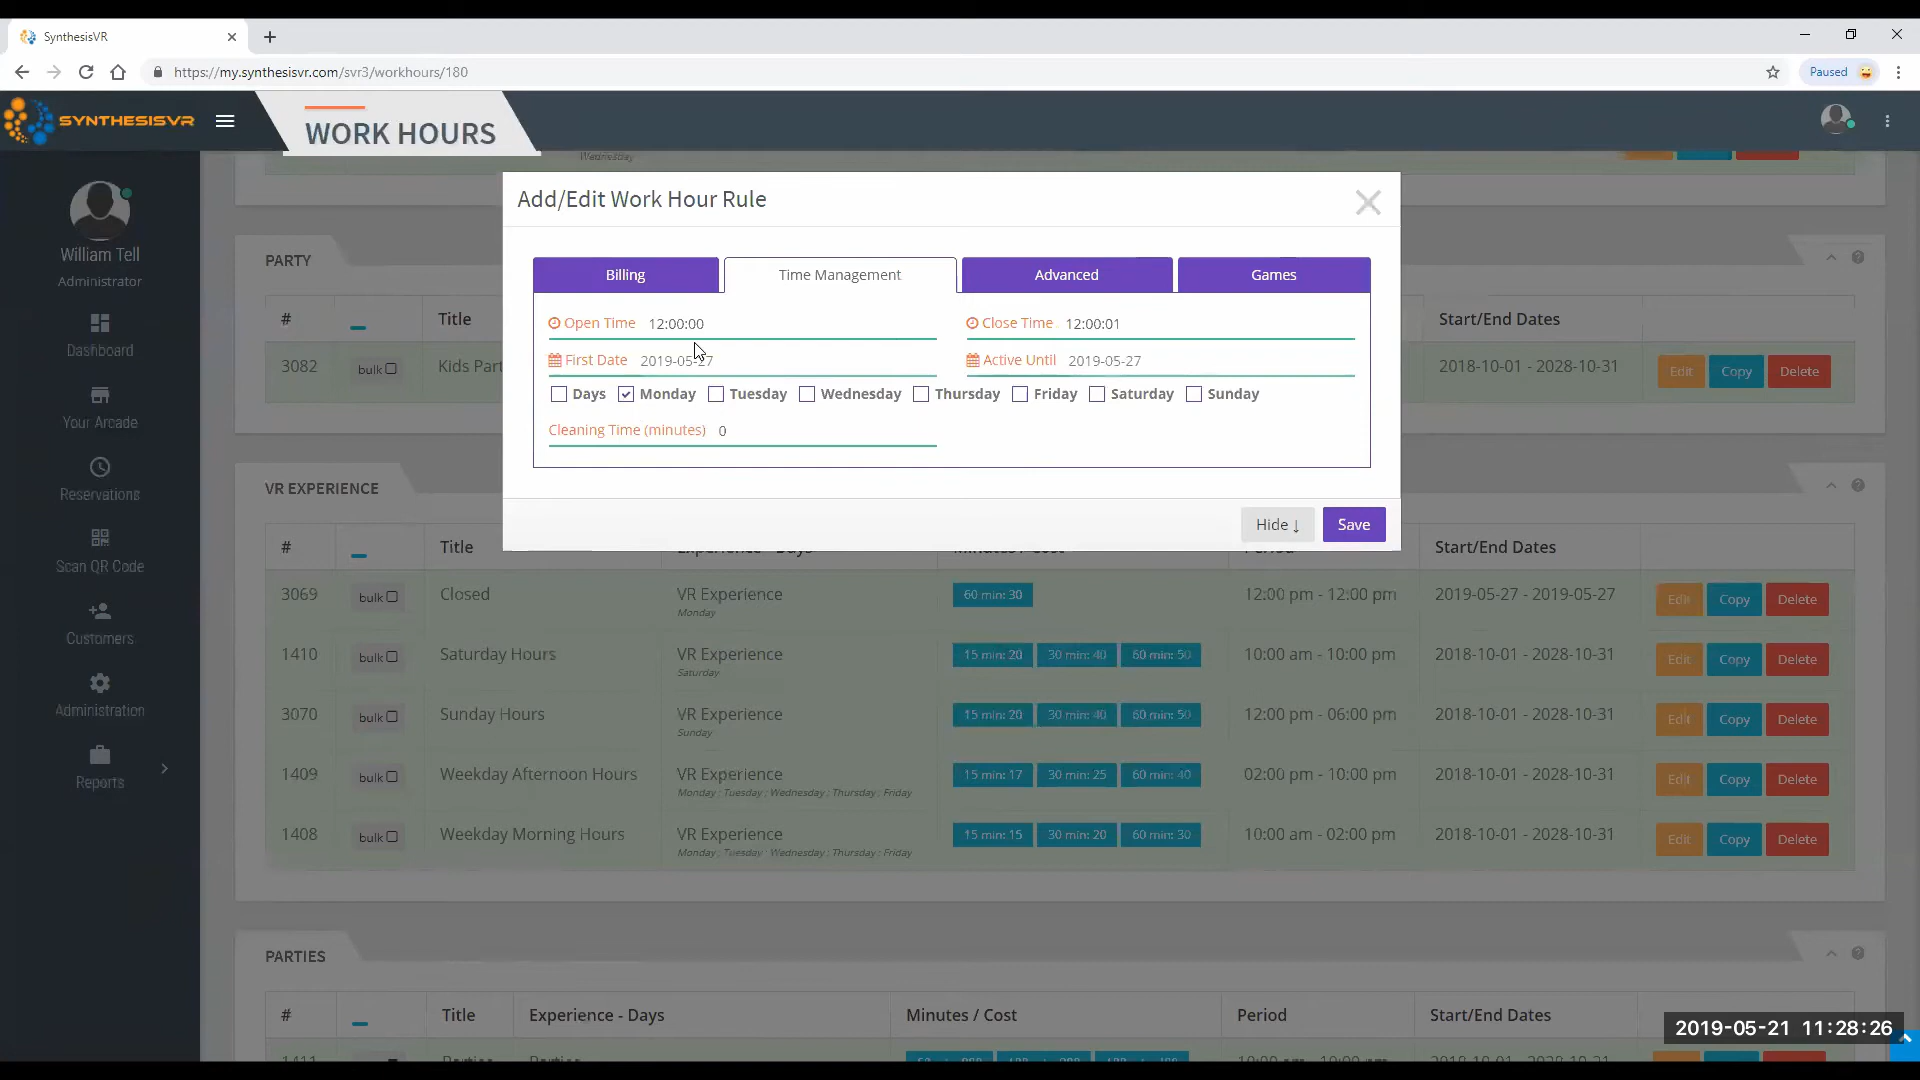 SynthesisVR
https://my.synthesisvr.com/svr3/workhours/180
Paused
SYNTHESISVR
WORK HOURS
Wednesday
William Tell
Administrator
Dashboard
Your Arcade
Reservations
Scan QR Code
Customers
Administration
Reports
Add/Edit Work Hour Rule
Billing Time Management Advanced Games
Open Time 12:00:00 Close Time 12:00:01
First Date 2019-05-27 Active Until 2019-05-27
Days Monday Tuesday Wednesday Thursday Friday Saturday Sunday
Cleaning Time (minutes) 0
Hide ↓ Save
PARTY
# Title Start/End Dates
3082 bulk Kids Part 2018-10-01 - 2028-10-31 Edit Copy Delete
VR EXPERIENCE
# Title Experience - Days Minutes / Cost Period Start/End Dates
3069 bulk Closed VR Experience 60 min: 30 12:00 pm - 12:00 pm 2019-05-27 - 2019-05-27 Edit Copy Delete
Monday
1410 bulk Saturday Hours VR Experience 15 min: 20 30 min: 40 60 min: 50 10:00 am - 10:00 pm 2018-10-01 - 2028-10-31 Edit Copy Delete
Saturday
3070 bulk Sunday Hours VR Experience 15 min: 20 30 min: 40 60 min: 50 12:00 pm - 06:00 pm 2018-10-01 - 2028-10-31 Edit Copy Delete
Sunday
1409 bulk Weekday Afternoon Hours VR Experience 15 min: 17 30 min: 25 60 min: 40 02:00 pm - 10:00 pm 2018-10-01 - 2028-10-31 Edit Copy Delete
Monday ; Tuesday ; Wednesday ; Thursday ; Friday
1408 bulk Weekday Morning Hours VR Experience 15 min: 15 30 min: 20 60 min: 30 10:00 am - 02:00 pm 2018-10-01 - 2028-10-31 Edit Copy Delete
Monday ; Tuesday ; Wednesday ; Thursday ; Friday
PARTIES
# Title Experience - Days Minutes / Cost Period Start/End Dates
2019-05-21 11:28:26